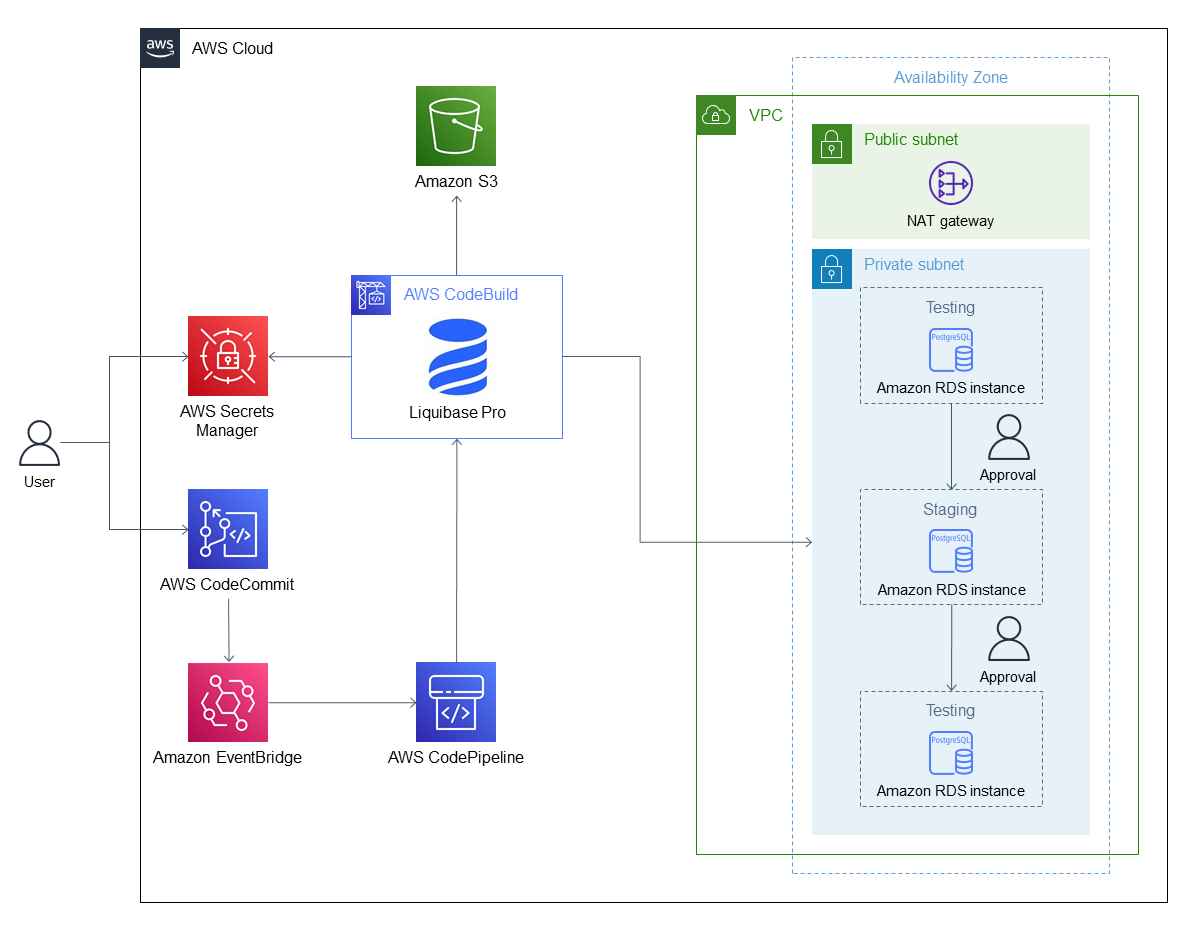 aws
AWS Cloud
Availability Zone
VPC
Public subnet
NAT gateway
Amazon S3
Private subnet
AWS CodeBuild
Liquibase Pro
Testing
PostgreSQL
Amazon RDS instance
AWS Secrets
Manager
User
Approval
Staging
PostgreSQL
Amazon RDS instance
</>
AWS CodeCommit
Approval
Testing
PostgreSQL
Amazon RDS instance
Amazon EventBridge
</>
AWS CodePipeline